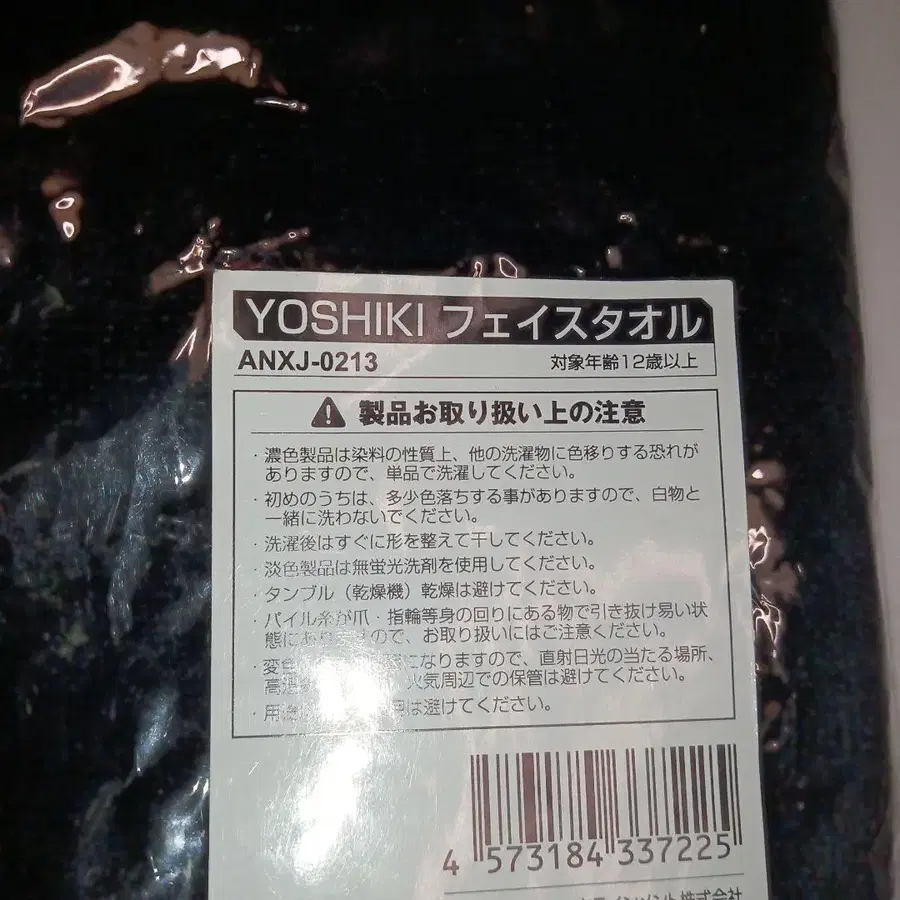 YOSHIKI フェイスタオル
ANXJ-0213 対象年齢12歳以上
製品お取り扱い上の注意
・濃色製品は染料の性質上、他の洗濯物に色移りする恐れが
ありますので、単品で洗濯してください。
・初めのうちは、多少色落ちする事がありますので、白物と
一緒に洗わないでください。
・洗濯後はすぐに形を整えて干してください。
・淡色製品は無蛍光洗剤を使用してください。
・タンブル（乾燥機）乾燥は避けてください。
・パイル糸が爪・指輪等身の回りにある物で引き抜け易い状
態にありますので、お取り扱いにはご注意ください。
・変色 になりますので、直射日光の当たる場所、
高温 火気周辺での保管は避けてください。
・用途 は避けてください。
4 573184 337225
株式会社